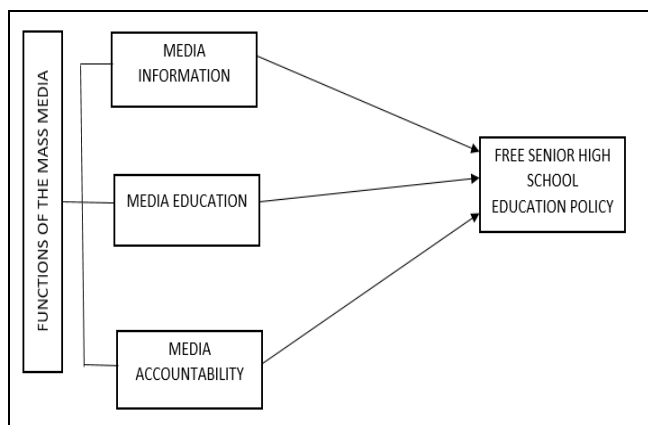 FUNCTIONS OF THE MASS MEDIA
MEDIA
INFORMATION
MEDIA EDUCATION
MEDIA
ACCOUNTABILITY
FREE SENIOR HIGH
SCHOOL
EDUCATION POLICY